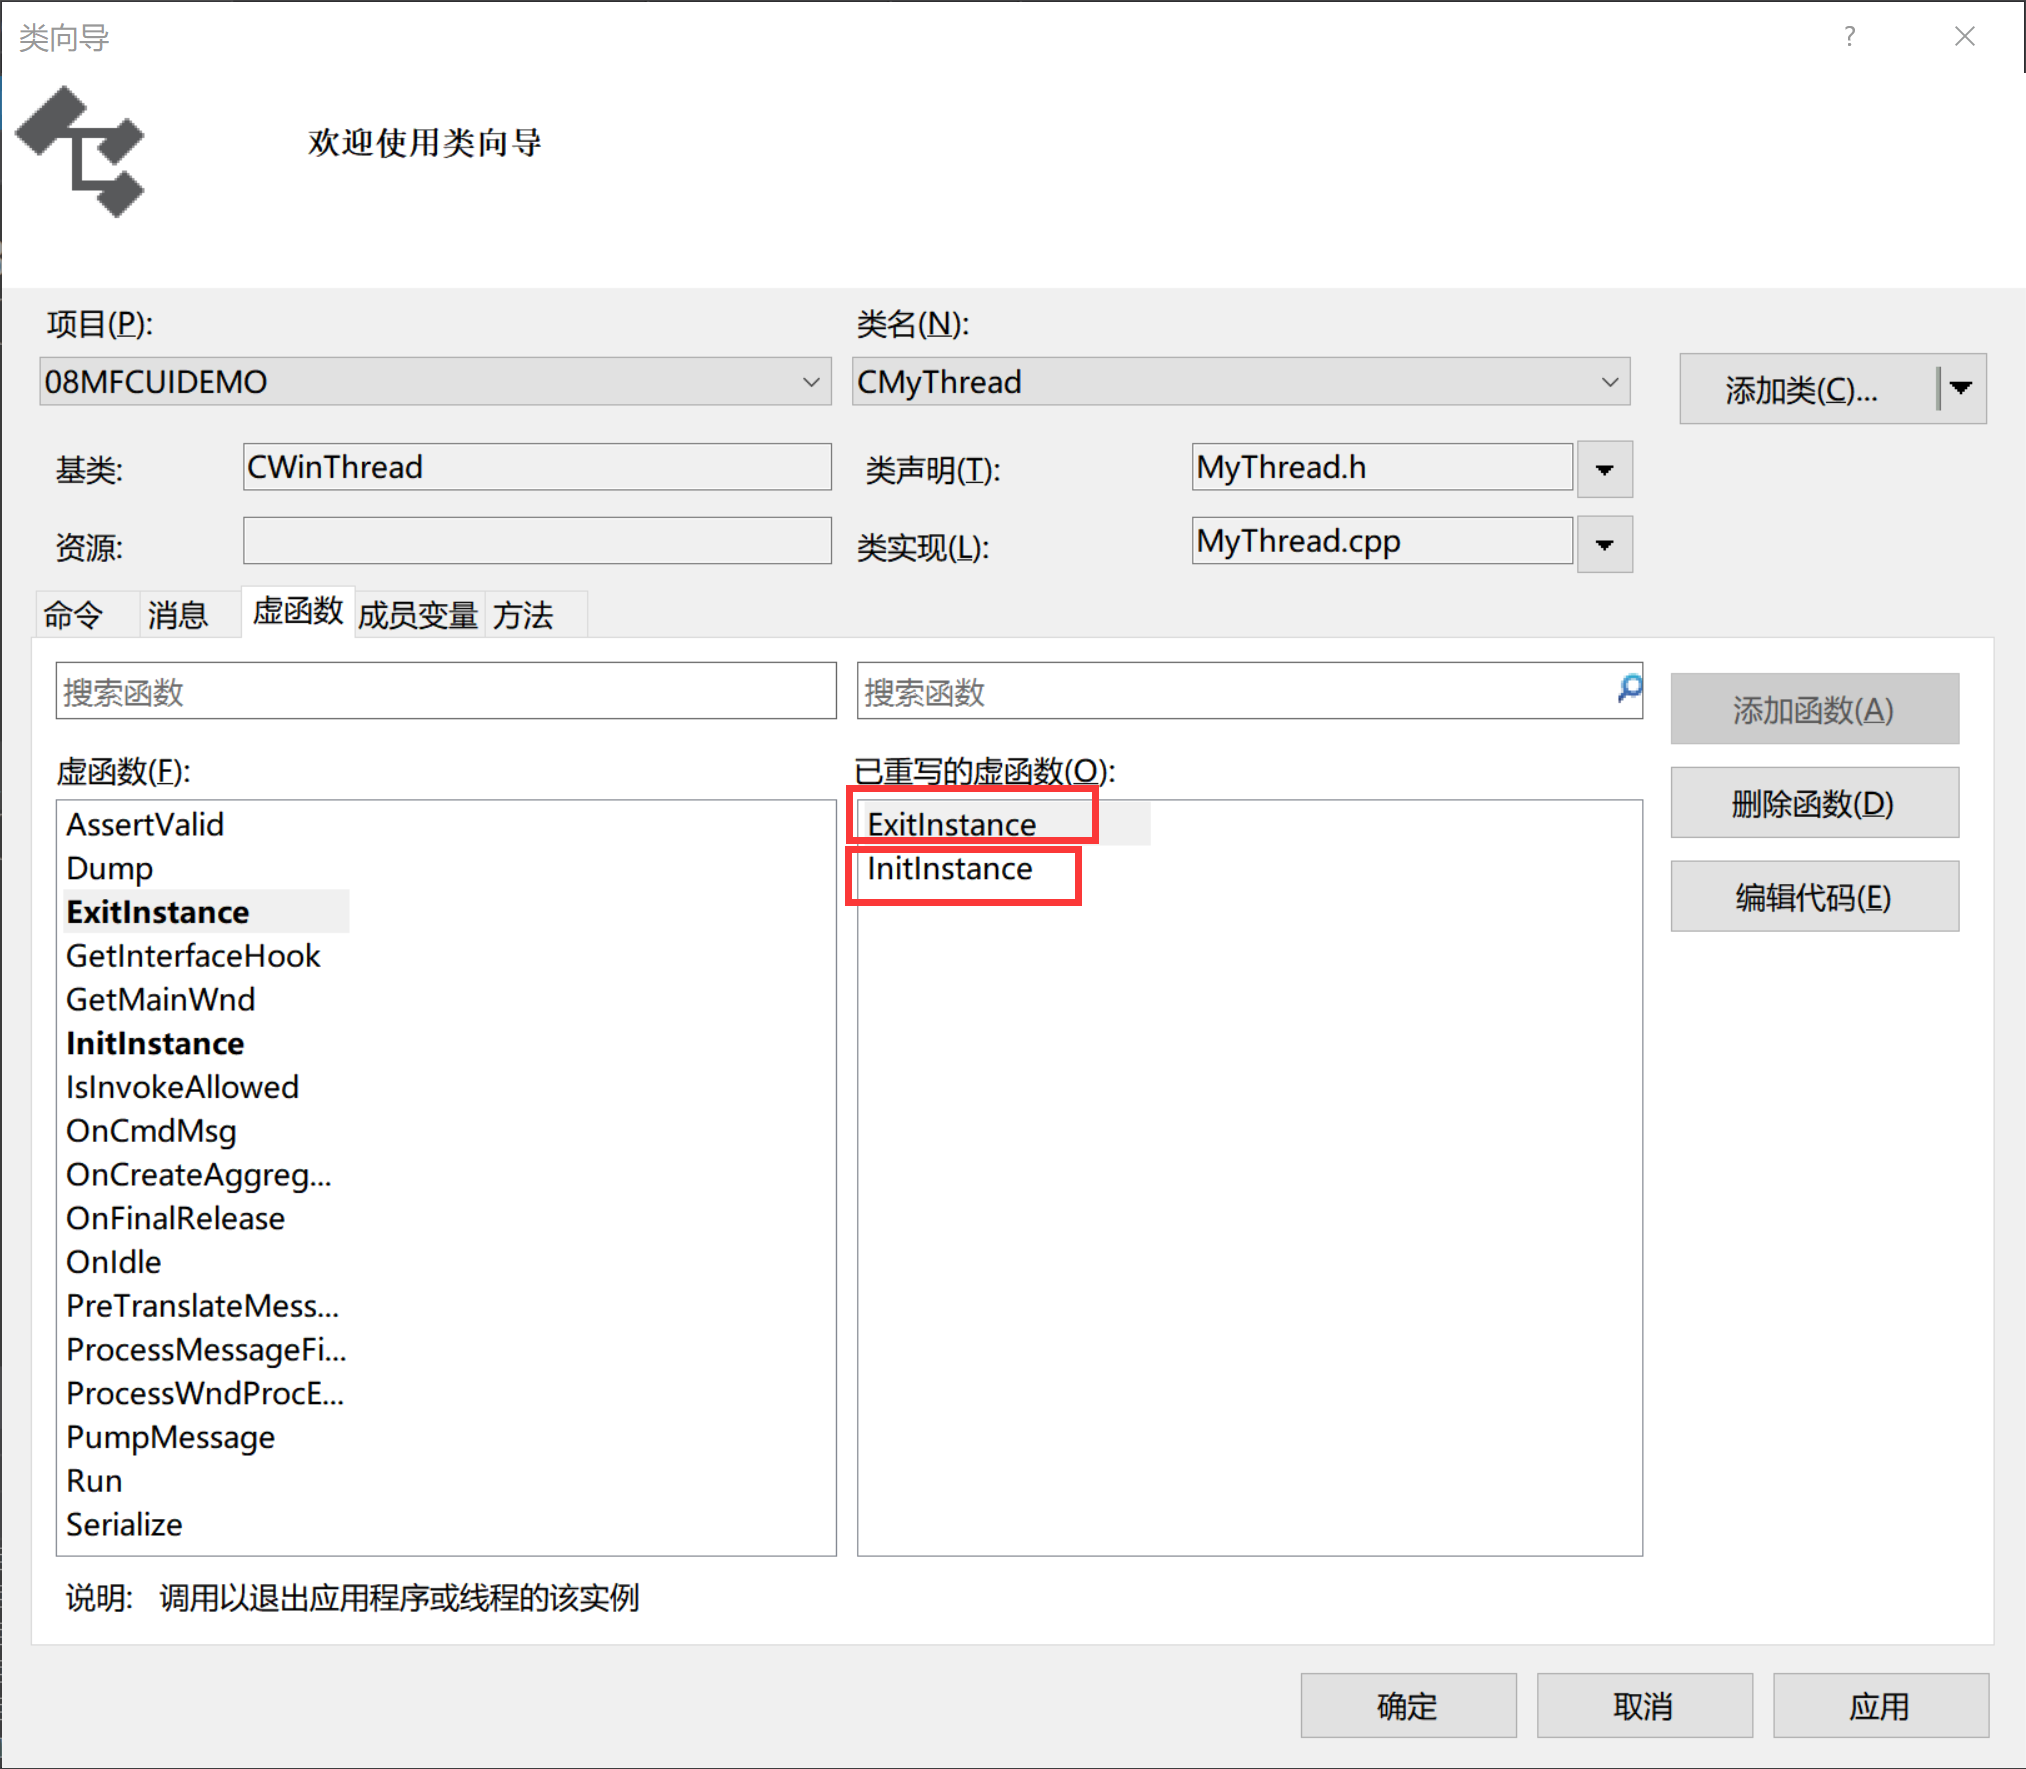 类向导
?
欢迎使用类向导
项目(P):
类名(N):
08MFCUIDEMO
CMyThread
添加类(C)...
基类:
CWinThread
类声明(T):
MyThread.h
资源:
类实现(L):
MyThread.cpp
命令 消息 虚函数 成员变量 方法
搜索函数
搜索函数
添加函数(A)
虚函数(F):
已重写的虚函数(O):
删除函数(D)
编辑代码(E)
AssertValid
Dump
ExitInstance
GetInterfaceHook
GetMainWnd
InitInstance
IsInvokeAllowed
OnCmdMsg
OnCreateAggreg...
OnFinalRelease
OnIdle
PreTranslateMess...
ProcessMessageFi...
ProcessWndProcE...
PumpMessage
Run
Serialize
ExitInstance
InitInstance
说明: 调用以退出应用程序或线程的该实例
确定
取消
应用